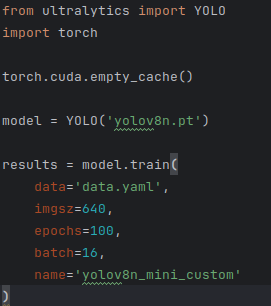 from ultralytics import YOLO
import torch
torch.cuda.empty_cache()
model = YOLO('yolov8n.pt')
results = model.train(
    data='data.yaml',
    imgsz=640,
    epochs=100,
    batch=16,
    name='yolov8n_mini_custom'
)